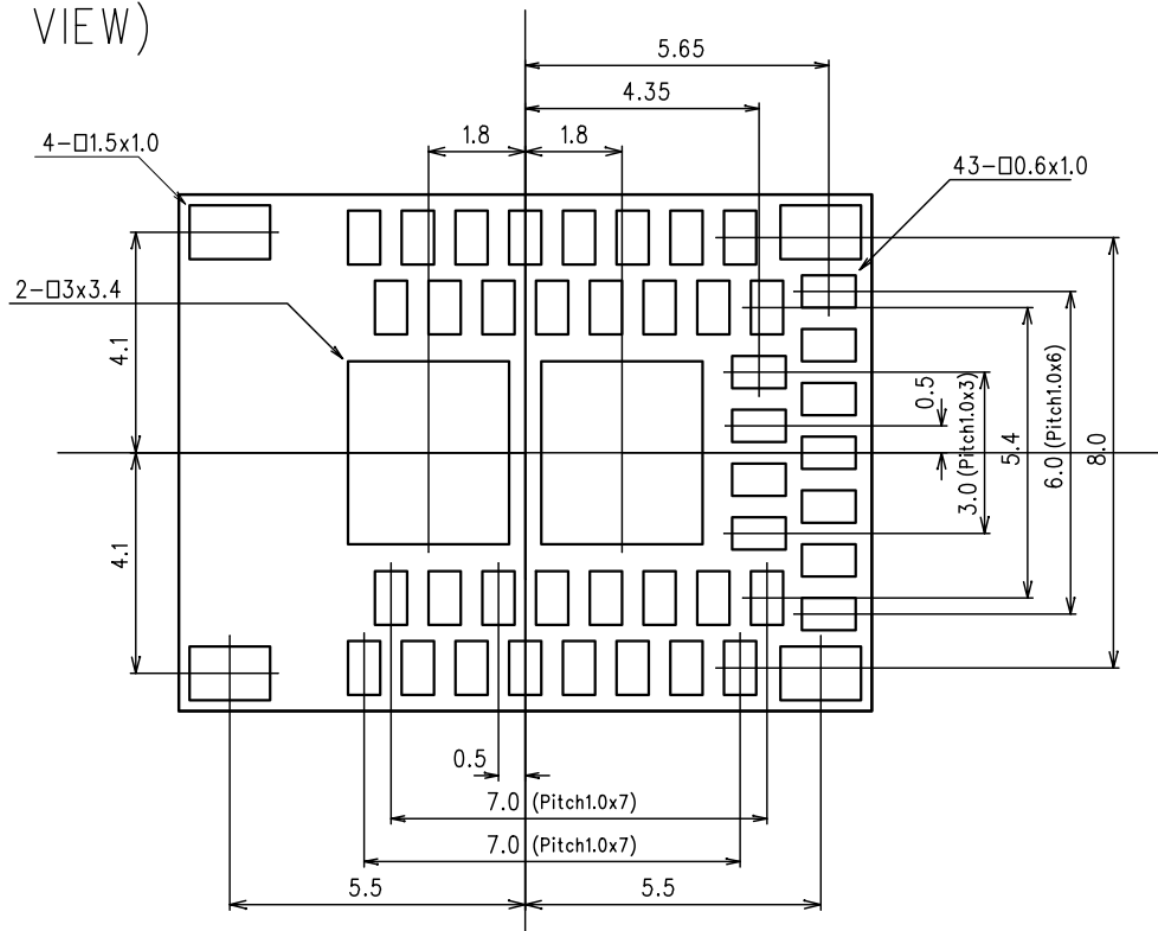 VIEW)
5.65
4.35
1.8
1.8
4-□1.5x1.0
43-□0.6x1.0
2-□3x3.4
4.1
4.1
0.5
3.0 (Pitch1.0x3)
5.4
6.0 (Pitch1.0x6)
8.0
0.5
7.0 (Pitch1.0x7)
7.0 (Pitch1.0x7)
5.5
5.5